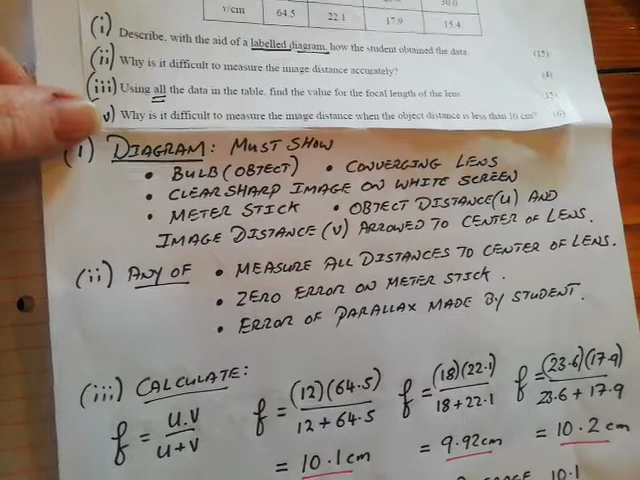 30.0
v/cm 64.5 22.1 17.9 15.4
(i) Describe, with the aid of a labelled diagram, how the student obtained the data. (15)
(ii) Why is it difficult to measure the image distance accurately? (4)
(iii) Using all the data in the table, find the value for the focal length of the lens. (15)
v) Why is it difficult to measure the image distance when the object distance is less than 10 cm? (6)
(i) DIAGRAM: MUST SHOW
• BULB (OBJECT) • CONVERGING LENS
• CLEAR SHARP IMAGE ON WHITE SCREEN
• METER STICK • OBJECT DISTANCE (U) AND
IMAGE DISTANCE (V) ARROWED TO CENTER OF LENS.
(ii) ANY OF • MEASURE ALL DISTANCES TO CENTER OF LENS.
• ZERO ERROR ON METER STICK.
• ERROR OF PARALLAX MADE BY STUDENT.
(iii) CALCULATE:
f = u.v / u+v f = (12)(64.5) / 12+64.5 f = (18)(22.1) / 18+22.1 f = (23.6)(17.9) / 23.6 + 17.9
= 10.1 cm = 9.92cm = 10.2 cm
10.1